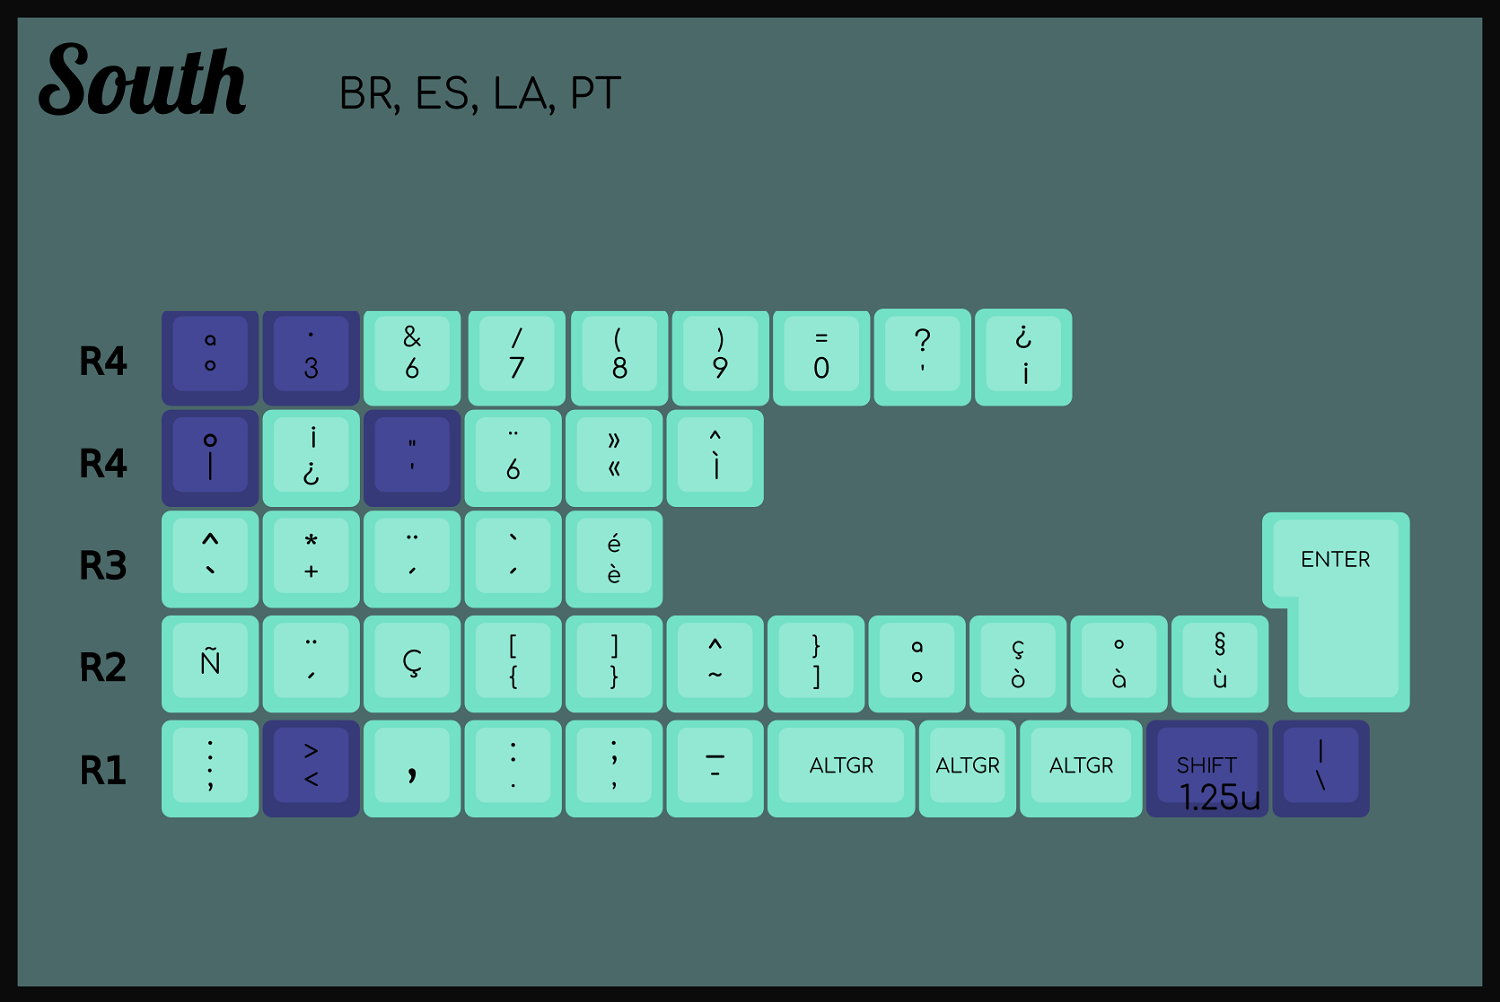 South BR, ES, LA, PT
ª · & / ( ) = ? ¿
R4
º 3 6 7 8 9 0 ' ¡
° ¡ " ¨ » ^
R4
| ¿ ' 6 « Ì
^ * ¨ ` é
R3
` + ´ ´ è
ENTER
[ ] ^ } ª ç ° §
R2
Ñ ¨ Ç
´ { } ~ ] º ò à ù
: > : ; _ |
R1
, ALTGR ALTGR ALTGR SHIFT
; < . , - 1.25u \